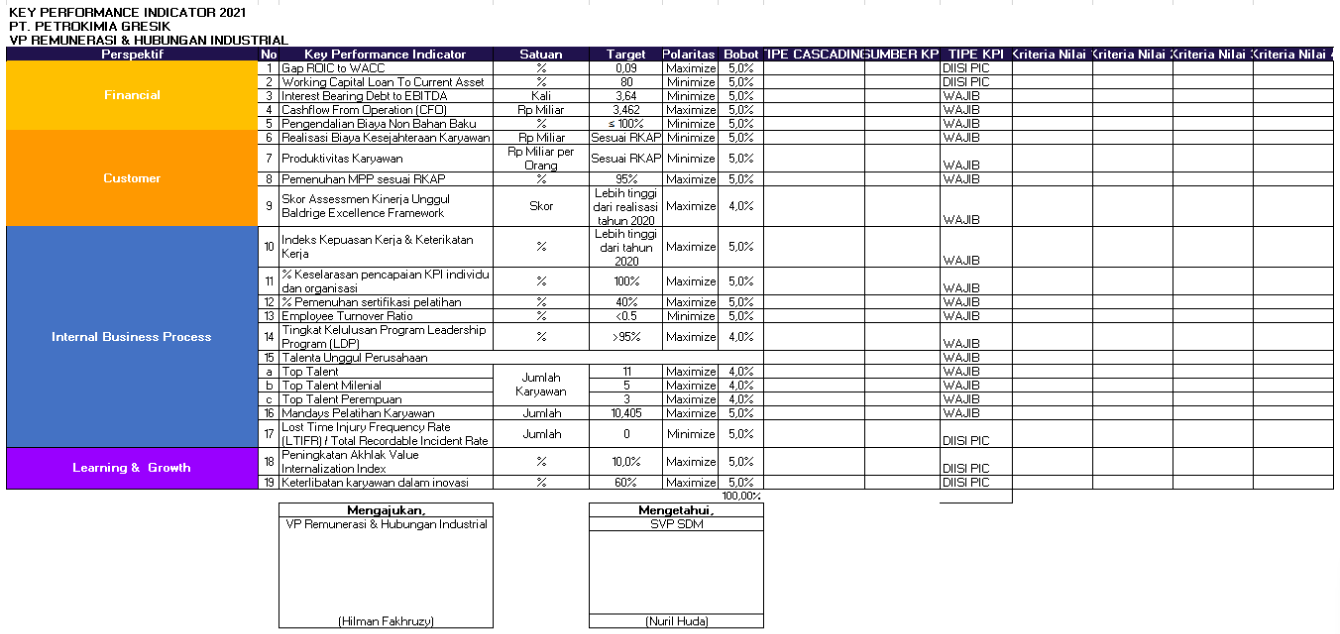 KEY PERFORMANCE INDICATOR 2021
PT. PETROKIMIA GRESIK
VP REMUNERASI & HUBUNGAN INDUSTRIAL
Perspektif No Key Performance Indicator Satuan Target Polaritas Bobot TIPE CASCADING SUMBER KP TIPE KPI Kriteria Nilai Kriteria Nilai Kriteria Nilai Kriteria Nilai
Financial
1 Gap ROIC to WACC % 0,09 Maximize 5,0% DIISI PIC
2 Working Capital Loan To Current Asset % 80 Minimize 5,0% DIISI PIC
3 Interest Bearing Debt to EBITDA Kali 3,64 Minimize 5,0% WAJIB
4 Cashflow From Operation (CFO) Rp Miliar 3,462 Maximize 5,0% WAJIB
5 Pengendalian Biaya Non Bahan Baku % ≤ 100% Minimize 5,0% WAJIB
Customer
6 Realisasi Biaya Kesejahteraan Karyawan Rp Miliar Sesuai RKAP Minimize 5,0% WAJIB
7 Produktivitas Karyawan Rp Miliar per
Orang Sesuai RKAP Minimize 5,0% WAJIB
8 Pemenuhan MPP sesuai RKAP % 95% Maximize 5,0% WAJIB
9 Skor Assessmen Kinerja Unggul
Baldrige Excellence Framework Skor Lebih tinggi
dari realisasi
tahun 2020 Maximize 4,0% WAJIB
Internal Business Process
10 Indeks Kepuasan Kerja & Keterikatan
Kerja % Lebih tinggi
dari tahun
2020 Maximize 5,0% WAJIB
11 % Keselarasan pencapaian KPI individu
dan organisasi % 100% Maximize 5,0% WAJIB
12 % Pemenuhan sertifikasi pelatihan % 40% Maximize 5,0% WAJIB
13 Employee Turnover Ratio % <0.5 Minimize 5,0% WAJIB
14 Tingkat Kelulusan Program Leadership
Program (LDP) % >95% Maximize 4,0% WAJIB
15 Talenta Unggul Perusahaan WAJIB
a Top Talent Jumlah
Karyawan 11 Maximize 4,0% WAJIB
b Top Talent Milenial 5 Maximize 4,0% WAJIB
c Top Talent Perempuan 3 Maximize 4,0% WAJIB
16 Mandays Pelatihan Karyawan Jumlah 10,405 Maximize 5,0% WAJIB
17 Lost Time Injury Frequency Rate
(LTIFR) / Total Recordable Incident Rate Jumlah 0 Minimize 5,0% DIISI PIC
Learning & Growth
18 Peningkatan Akhlak Value
Internalization Index % 10,0% Maximize 5,0% DIISI PIC
19 Keterlibatan karyawan dalam inovasi % 60% Maximize 5,0% DIISI PIC
100,00%
Mengajukan, Mengetahui,
VP Remunerasi & Hubungan Industrial SVP SDM
(Hilman Fakhruzy) (Nuril Huda)